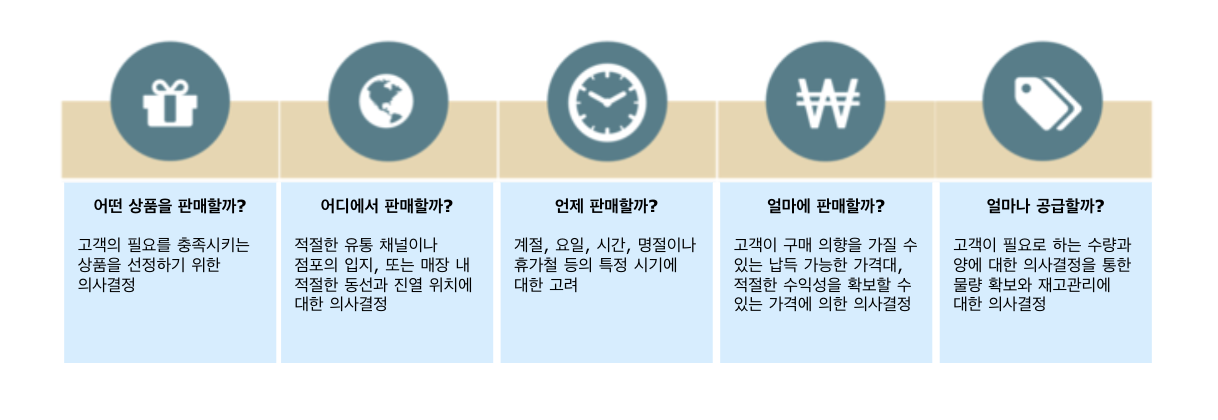 어떤 상품을 판매할까?
고객의 필요를 충족시키는
상품을 선정하기 위한
의사결정
어디에서 판매할까?
적절한 유통 채널이나
점포의 입지, 또는 매장 내
적절한 동선과 진열 위치에
대한 의사결정
언제 판매할까?
계절, 요일, 시간, 명절이나
휴가철 등의 특정 시기에
대한 고려
얼마에 판매할까?
고객이 구매 의향을 가질 수
있는 납득 가능한 가격대,
적절한 수익성을 확보할 수
있는 가격에 의한 의사결정
얼마나 공급할까?
고객이 필요로 하는 수량과
양에 대한 의사결정을 통한
물량 확보와 재고관리에
대한 의사결정